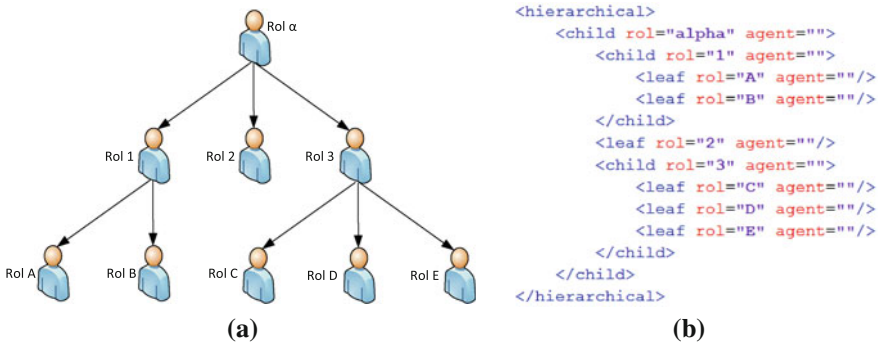 Rol α
Rol 1
Rol 2
Rol 3
Rol A
Rol B
Rol C
Rol D
Rol E
(a)
<hierarchical>
    <child rol="alpha" agent="">
        <child rol="1" agent="">
            <leaf rol="A" agent=""/>
            <leaf rol="B" agent=""/>
        </child>
        <leaf rol="2" agent=""/>
        <child rol="3" agent="">
            <leaf rol="C" agent=""/>
            <leaf rol="D" agent=""/>
            <leaf rol="E" agent=""/>
        </child>
    </child>
</hierarchical>
(b)